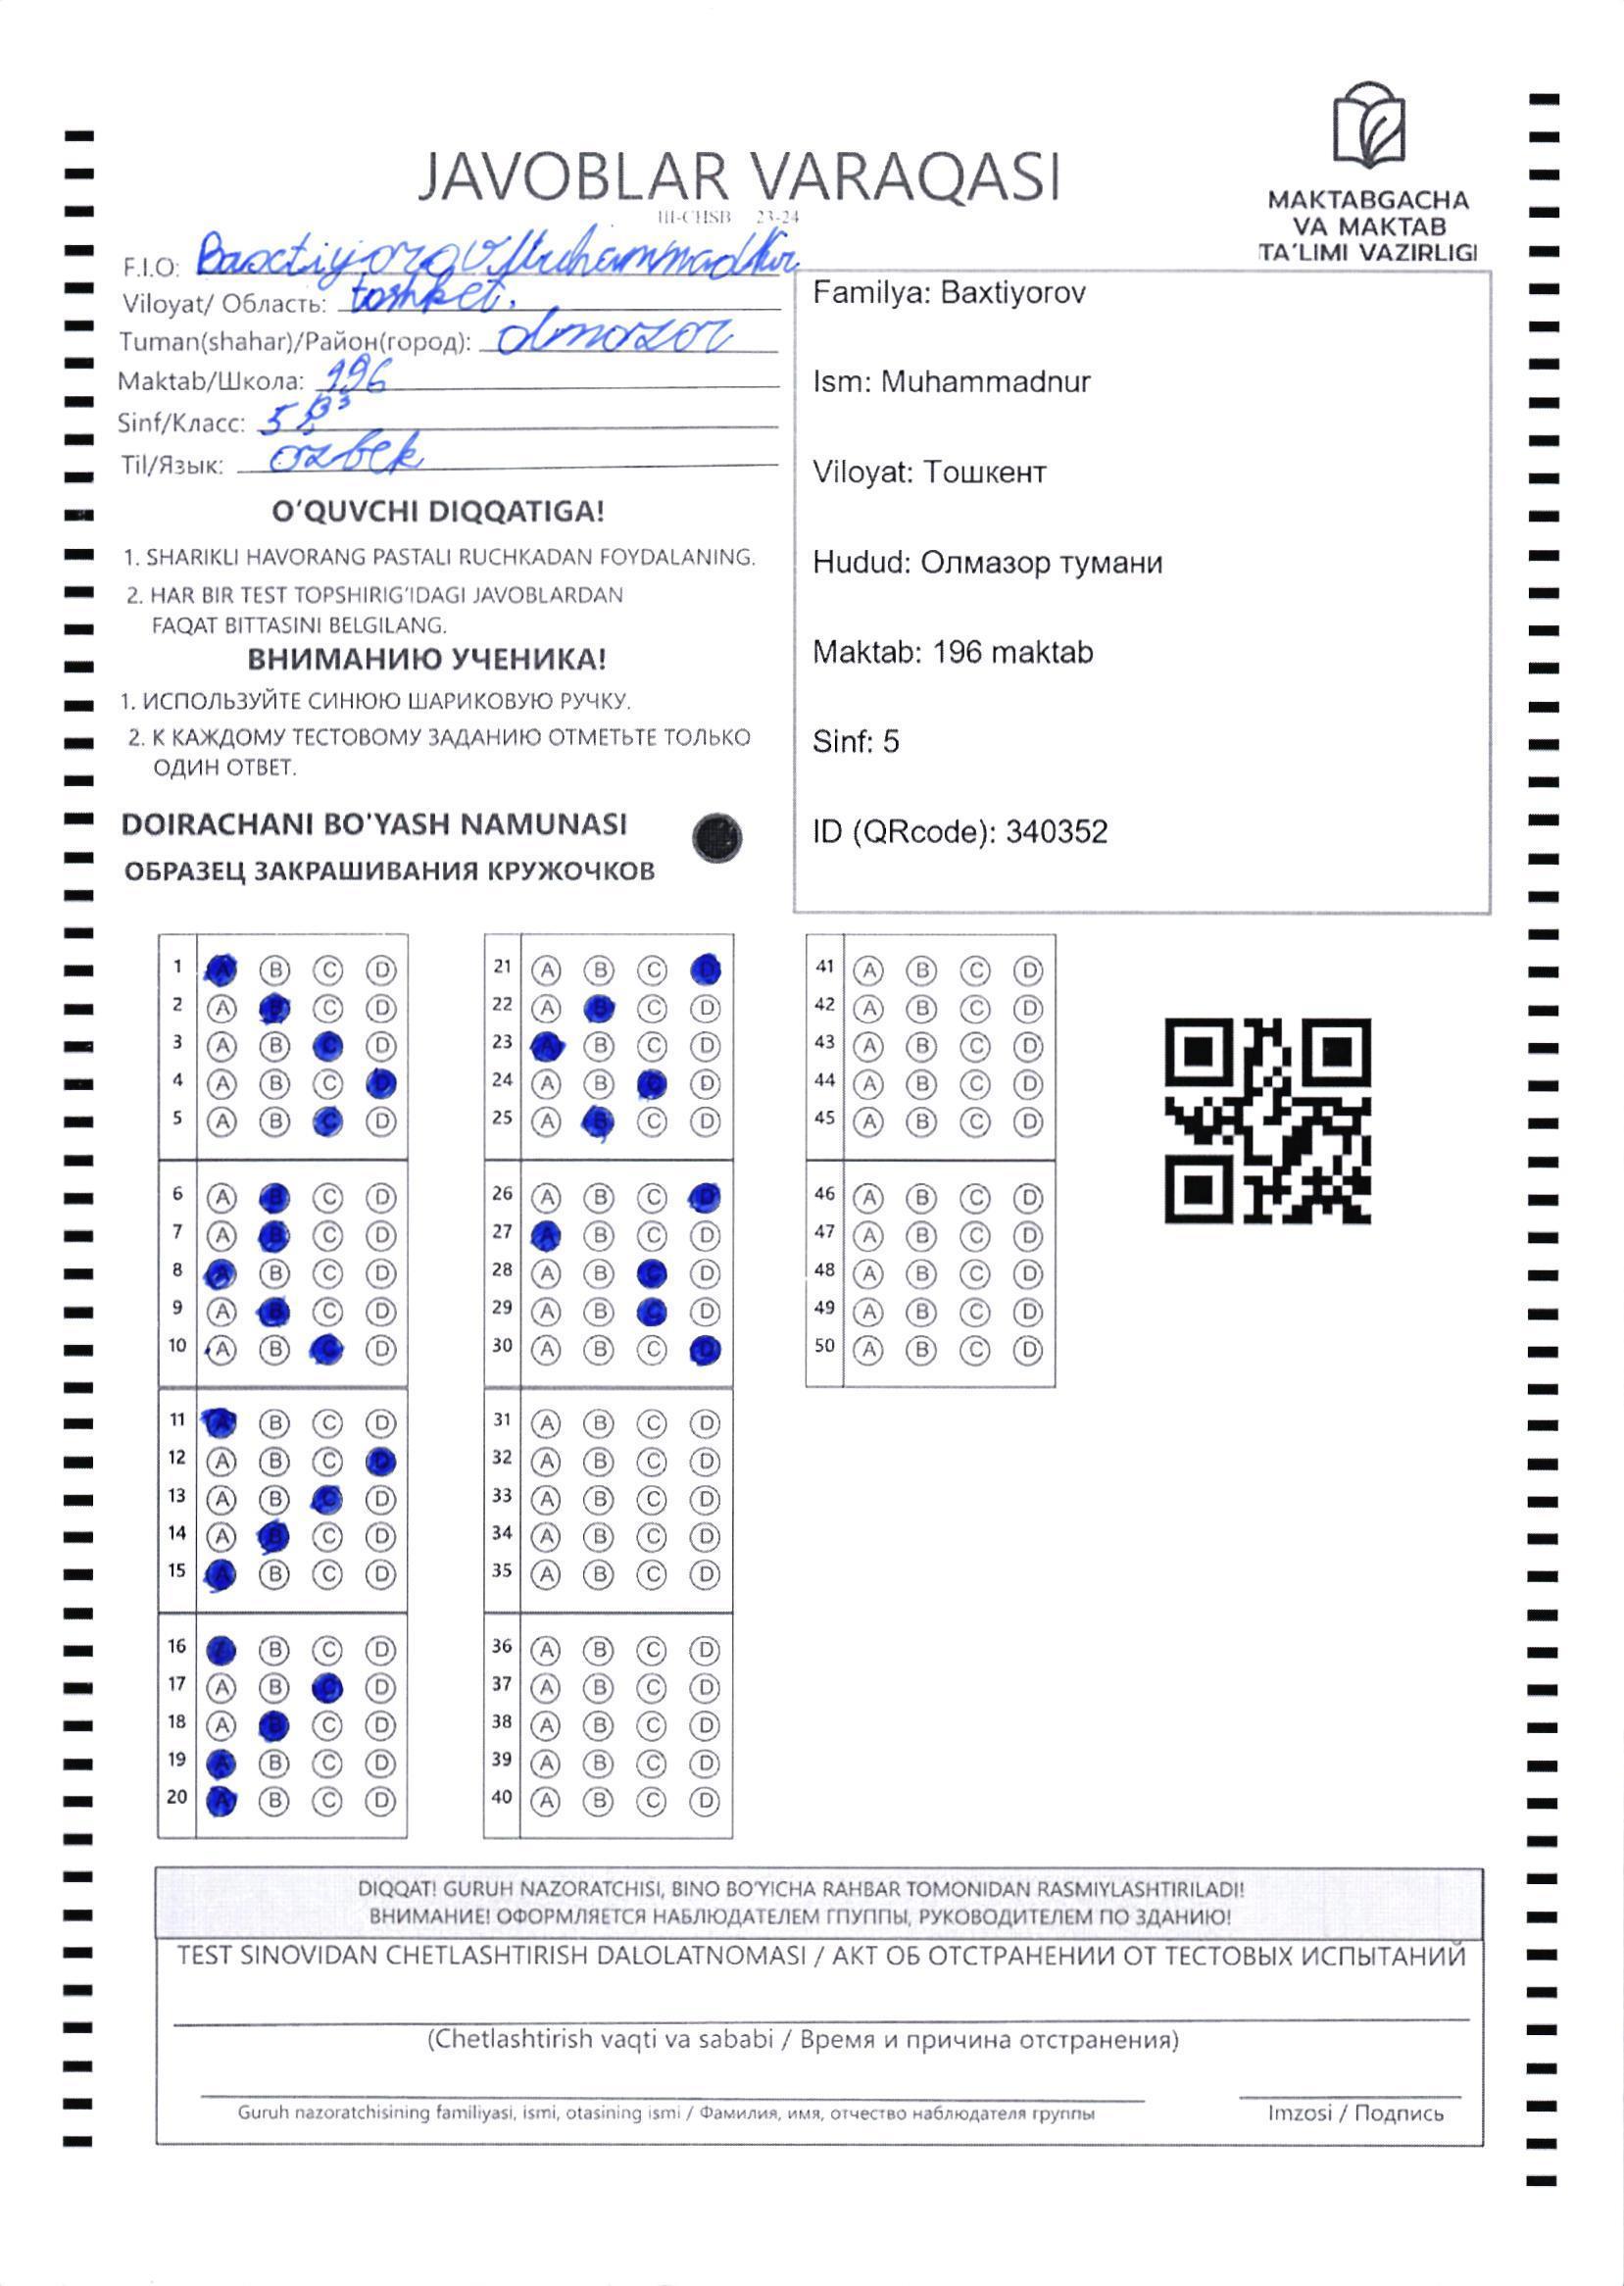 JAVOBLAR VARAQASI
III-CHSB 23-24
MAKTABGACHA
VA MAKTAB
TA'LIMI VAZIRLIGI
F.I.O: Baxctiyorov Muhammadnur
Viloyat/ Область: toshket.
Tuman(shahar)/Район(город): olmozor
Maktab/Школа: 196
Sinf/Класс: 5
Til/Язык: ozbek
O'QUVCHI DIQQATIGA!
1. SHARIKLI HAVORANG PASTALI RUCHKADAN FOYDALANING.
2. HAR BIR TEST TOPSHIRIG'IDAGI JAVOBLARDAN
FAQAT BITTASINI BELGILANG.
ВНИМАНИЮ УЧЕНИКА!
1. ИСПОЛЬЗУЙТЕ СИНЮЮ ШАРИКОВУЮ РУЧКУ.
2. К КАЖДОМУ ТЕСТОВОМУ ЗАДАНИЮ ОТМЕТЬТЕ ТОЛЬКО
ОДИН ОТВЕТ.
DOIRACHANI BO'YASH NAMUNASI
ОБРАЗЕЦ ЗАКРАШИВАНИЯ КРУЖОЧКОВ
Familya: Baxtiyorov
Ism: Muhammadnur
Viloyat: Тошкент
Hudud: Олмазор тумани
Maktab: 196 maktab
Sinf: 5
ID (QRcode): 340352
1 A B C D
2 A B C D
3 A B C D
4 A B C D
5 A B C D
6 A B C D
7 A B C D
8 A B C D
9 A B C D
10 A B C D
11 A B C D
12 A B C D
13 A B C D
14 A B C D
15 A B C D
16 A B C D
17 A B C D
18 A B C D
19 A B C D
20 A B C D
21 A B C D
22 A B C D
23 A B C D
24 A B C D
25 A B C D
26 A B C D
27 A B C D
28 A B C D
29 A B C D
30 A B C D
31 A B C D
32 A B C D
33 A B C D
34 A B C D
35 A B C D
36 A B C D
37 A B C D
38 A B C D
39 A B C D
40 A B C D
41 A B C D
42 A B C D
43 A B C D
44 A B C D
45 A B C D
46 A B C D
47 A B C D
48 A B C D
49 A B C D
50 A B C D
DIQQAT! GURUH NAZORATCHISI, BINO BO'YICHA RAHBAR TOMONIDAN RASMIYLASHTIRILADI!
ВНИМАНИЕ! ОФОРМЛЯЕТСЯ НАБЛЮДАТЕЛЕМ ГПУППЫ, РУКОВОДИТЕЛЕМ ПО ЗДАНИЮ!
TEST SINOVIDAN CHETLASHTIRISH DALOLATNOMASI / АКТ ОБ ОТСТРАНЕНИИ ОТ ТЕСТОВЫХ ИСПЫТАНИЙ
(Chetlashtirish vaqti va sababi / Время и причина отстранения)
Guruh nazoratchisining familiyasi, ismi, otasining ismi / Фамилия, имя, отчество наблюдателя группы
Imzosi / Подпись